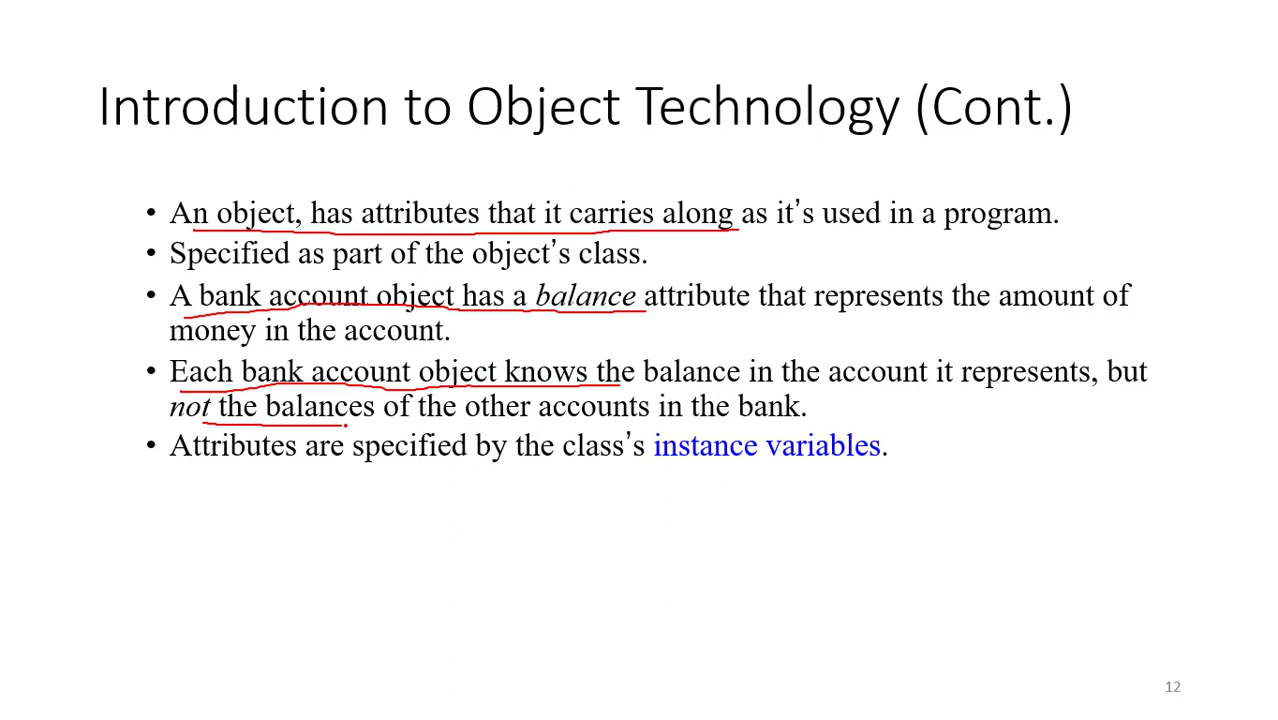 Introduction to Object Technology (Cont.)
• An object, has attributes that it carries along as it’s used in a program.
• Specified as part of the object’s class.
• A bank account object has a balance attribute that represents the amount of
money in the account.
• Each bank account object knows the balance in the account it represents, but
not the balances of the other accounts in the bank.
• Attributes are specified by the class’s instance variables.
12